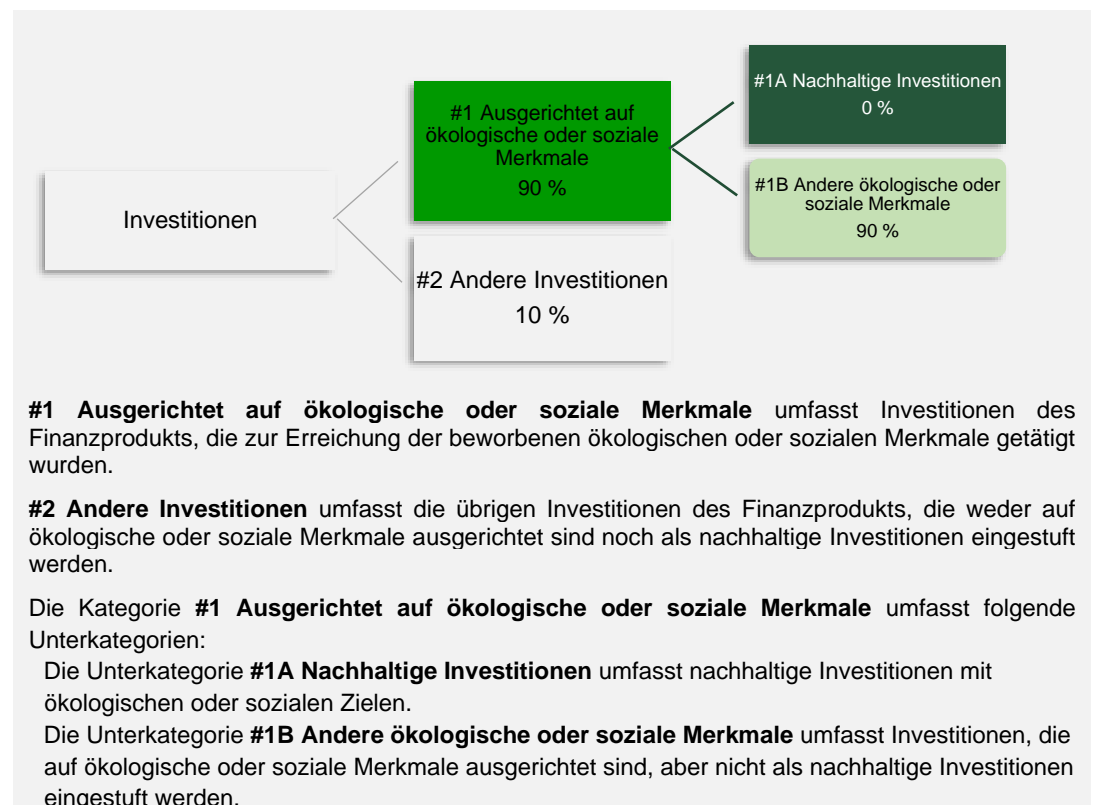 #1A Nachhaltige Investitionen
0 %
#1 Ausgerichtet auf
ökologische oder soziale
Merkmale
90 %
#1B Andere ökologische oder
soziale Merkmale
90 %
Investitionen
#2 Andere Investitionen
10 %
#1 Ausgerichtet auf ökologische oder soziale Merkmale umfasst Investitionen des
Finanzprodukts, die zur Erreichung der beworbenen ökologischen oder sozialen Merkmale getätigt
wurden.
#2 Andere Investitionen umfasst die übrigen Investitionen des Finanzprodukts, die weder auf
ökologische oder soziale Merkmale ausgerichtet sind noch als nachhaltige Investitionen eingestuft
werden.
Die Kategorie #1 Ausgerichtet auf ökologische oder soziale Merkmale umfasst folgende
Unterkategorien:
Die Unterkategorie #1A Nachhaltige Investitionen umfasst nachhaltige Investitionen mit
ökologischen oder sozialen Zielen.
Die Unterkategorie #1B Andere ökologische oder soziale Merkmale umfasst Investitionen, die
auf ökologische oder soziale Merkmale ausgerichtet sind, aber nicht als nachhaltige Investitionen
eingestuft werden.